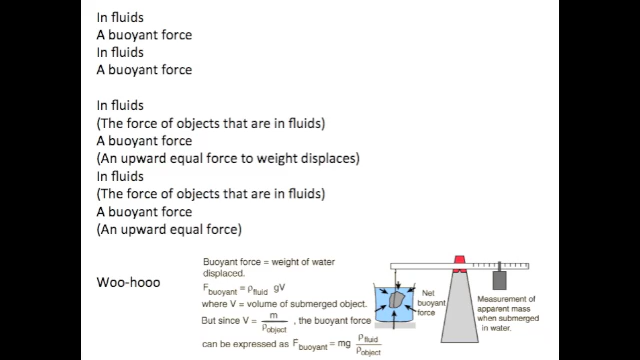 In fluids
A buoyant force
In fluids
A buoyant force
In fluids
(The force of objects that are in fluids)
A buoyant force
(An upward equal force to weight displaces)
In fluids
(The force of objects that are in fluids)
A buoyant force
(An upward equal force)
Woo-hooo
Buoyant force = weight of water
displaced.
F buoyant = ρ fluid gV
where V = volume of submerged object.
But since V = m / ρ object , the buoyant force
can be expressed as F buoyant = mg ρ fluid / ρ object
Net
buoyant
force
Measurement of
apparent mass
when submerged
in water.